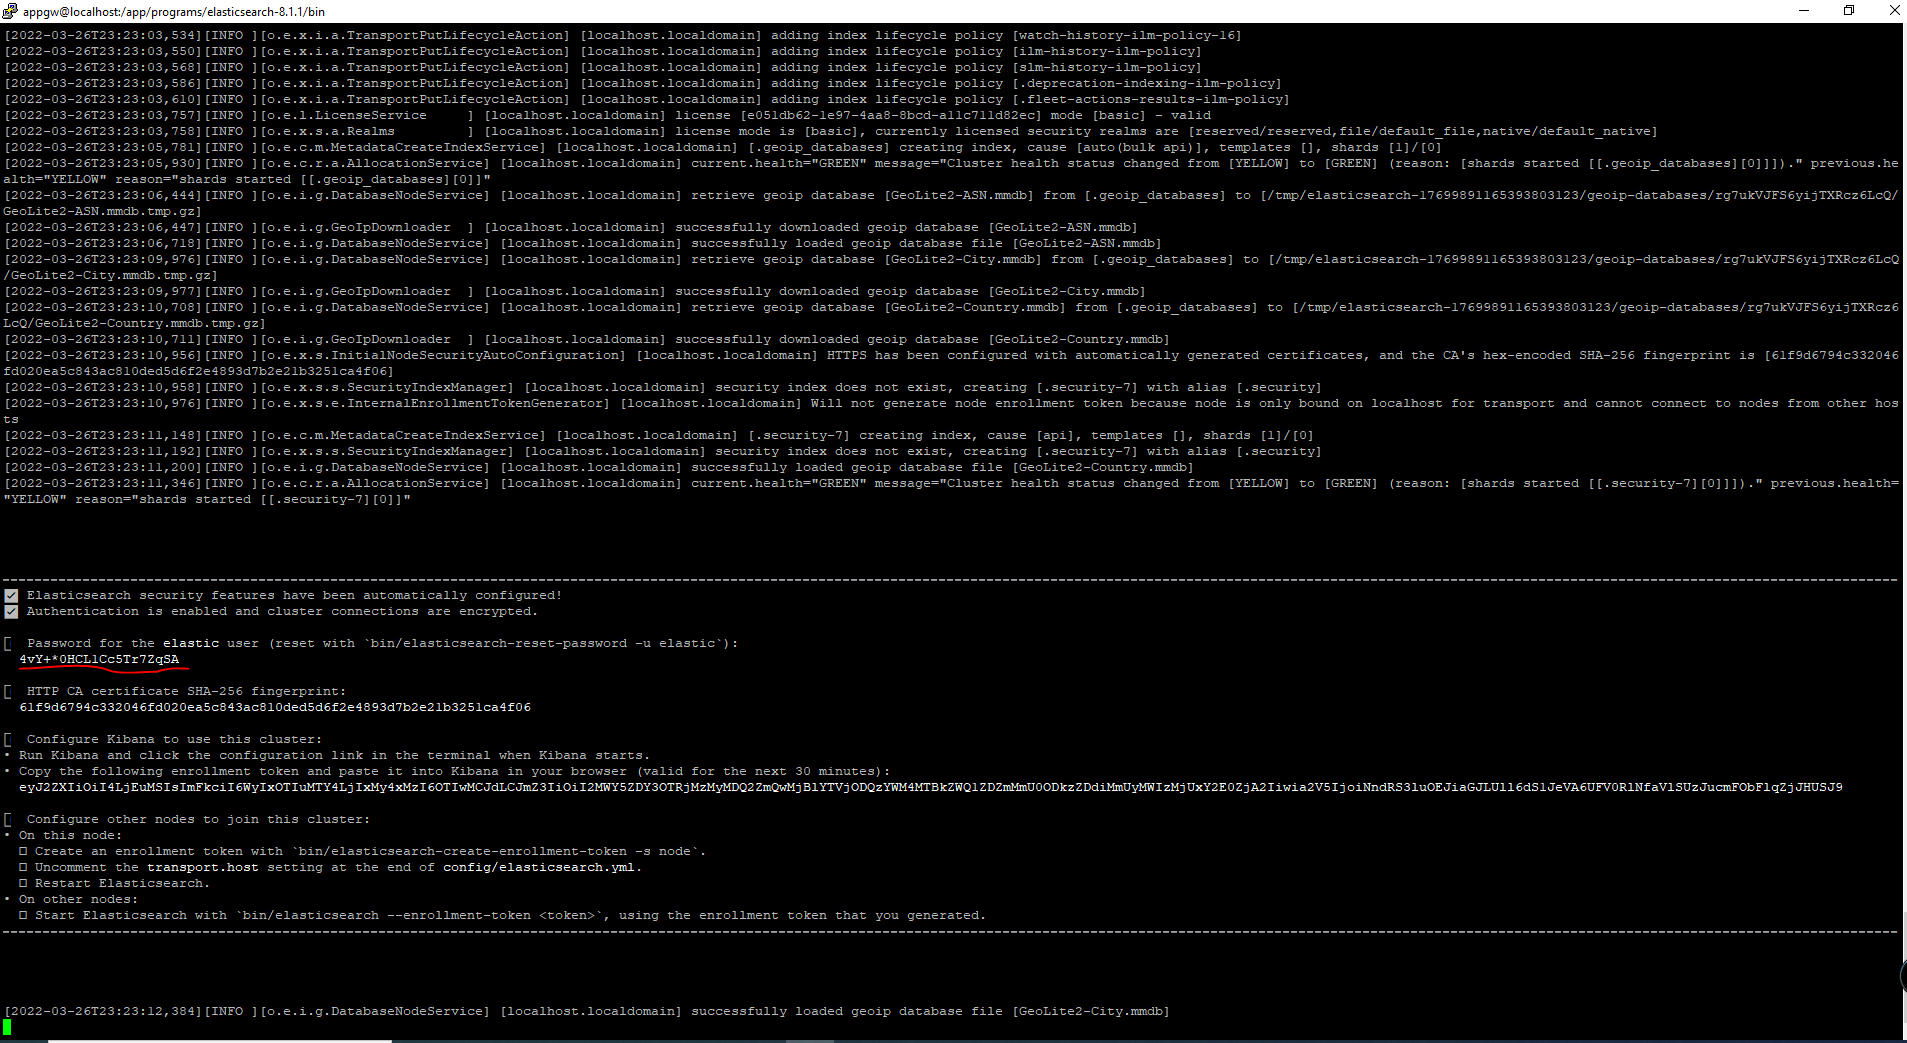 appgw@localhost:/app/programs/elasticsearch-8.1.1/bin
[2022-03-26T23:23:03,534][INFO ][o.e.x.i.a.TransportPutLifecycleAction] [localhost.localdomain] adding index lifecycle policy [watch-history-ilm-policy-16]
[2022-03-26T23:23:03,550][INFO ][o.e.x.i.a.TransportPutLifecycleAction] [localhost.localdomain] adding index lifecycle policy [ilm-history-ilm-policy]
[2022-03-26T23:23:03,568][INFO ][o.e.x.i.a.TransportPutLifecycleAction] [localhost.localdomain] adding index lifecycle policy [slm-history-ilm-policy]
[2022-03-26T23:23:03,586][INFO ][o.e.x.i.a.TransportPutLifecycleAction] [localhost.localdomain] adding index lifecycle policy [.deprecation-indexing-ilm-policy]
[2022-03-26T23:23:03,610][INFO ][o.e.x.i.a.TransportPutLifecycleAction] [localhost.localdomain] adding index lifecycle policy [.fleet-actions-results-ilm-policy]
[2022-03-26T23:23:03,757][INFO ][o.e.l.LicenseService     ] [localhost.localdomain] license [e051db62-1e97-4aa8-8bcd-a11c711d82ec] mode [basic] - valid
[2022-03-26T23:23:03,758][INFO ][o.e.x.s.a.Realms         ] [localhost.localdomain] license mode is [basic], currently licensed security realms are [reserved/reserved,file/default_file,native/default_native]
[2022-03-26T23:23:05,781][INFO ][o.e.c.m.MetadataCreateIndexService] [localhost.localdomain] [.geoip_databases] creating index, cause [auto(bulk api)], templates [], shards [1]/[0]
[2022-03-26T23:23:05,930][INFO ][o.e.c.r.a.AllocationService] [localhost.localdomain] current.health="GREEN" message="Cluster health status changed from [YELLOW] to [GREEN] (reason: [shards started [[.geoip_databases][0]]])." previous.he
alth="YELLOW" reason="shards started [[.geoip_databases][0]]"
[2022-03-26T23:23:06,444][INFO ][o.e.i.g.DatabaseNodeService] [localhost.localdomain] retrieve geoip database [GeoLite2-ASN.mmdb] from [.geoip_databases] to [/tmp/elasticsearch-17699891165393803123/geoip-databases/rg7ukVJFS6yijTXRcz6LcQ/
GeoLite2-ASN.mmdb.tmp.gz]
[2022-03-26T23:23:06,447][INFO ][o.e.i.g.GeoIpDownloader  ] [localhost.localdomain] successfully downloaded geoip database [GeoLite2-ASN.mmdb]
[2022-03-26T23:23:06,718][INFO ][o.e.i.g.DatabaseNodeService] [localhost.localdomain] successfully loaded geoip database file [GeoLite2-ASN.mmdb]
[2022-03-26T23:23:09,976][INFO ][o.e.i.g.DatabaseNodeService] [localhost.localdomain] retrieve geoip database [GeoLite2-City.mmdb] from [.geoip_databases] to [/tmp/elasticsearch-17699891165393803123/geoip-databases/rg7ukVJFS6yijTXRcz6LcQ
/GeoLite2-City.mmdb.tmp.gz]
[2022-03-26T23:23:09,977][INFO ][o.e.i.g.GeoIpDownloader  ] [localhost.localdomain] successfully downloaded geoip database [GeoLite2-City.mmdb]
[2022-03-26T23:23:10,708][INFO ][o.e.i.g.DatabaseNodeService] [localhost.localdomain] retrieve geoip database [GeoLite2-Country.mmdb] from [.geoip_databases] to [/tmp/elasticsearch-17699891165393803123/geoip-databases/rg7ukVJFS6yijTXRcz6
LcQ/GeoLite2-Country.mmdb.tmp.gz]
[2022-03-26T23:23:10,711][INFO ][o.e.i.g.GeoIpDownloader  ] [localhost.localdomain] successfully downloaded geoip database [GeoLite2-Country.mmdb]
[2022-03-26T23:23:10,956][INFO ][o.e.x.s.InitialNodeSecurityAutoConfiguration] [localhost.localdomain] HTTPS has been configured with automatically generated certificates, and the CA's hex-encoded SHA-256 fingerprint is [61f9d6794c332046
fd020ea5c843ac810ded5d6f2e4893d7b2e21b3251ca4f06]
[2022-03-26T23:23:10,958][INFO ][o.e.x.s.s.SecurityIndexManager] [localhost.localdomain] security index does not exist, creating [.security-7] with alias [.security]
[2022-03-26T23:23:10,976][INFO ][o.e.x.s.e.InternalEnrollmentTokenGenerator] [localhost.localdomain] Will not generate node enrollment token because node is only bound on localhost for transport and cannot connect to nodes from other hos
ts
[2022-03-26T23:23:11,148][INFO ][o.e.c.m.MetadataCreateIndexService] [localhost.localdomain] [.security-7] creating index, cause [api], templates [], shards [1]/[0]
[2022-03-26T23:23:11,192][INFO ][o.e.x.s.s.SecurityIndexManager] [localhost.localdomain] security index does not exist, creating [.security-7] with alias [.security]
[2022-03-26T23:23:11,200][INFO ][o.e.i.g.DatabaseNodeService] [localhost.localdomain] successfully loaded geoip database file [GeoLite2-Country.mmdb]
[2022-03-26T23:23:11,346][INFO ][o.e.c.r.a.AllocationService] [localhost.localdomain] current.health="GREEN" message="Cluster health status changed from [YELLOW] to [GREEN] (reason: [shards started [[.security-7][0]]])." previous.health=
"YELLOW" reason="shards started [[.security-7][0]]"
Elasticsearch security features have been automatically configured!
Authentication is enabled and cluster connections are encrypted.
Password for the elastic user (reset with `bin/elasticsearch-reset-password -u elastic`):
4vY+*0HCL1Cc5Tr7ZqSA
HTTP CA certificate SHA-256 fingerprint:
61f9d6794c332046fd020ea5c843ac810ded5d6f2e4893d7b2e21b3251ca4f06
Configure Kibana to use this cluster:
• Run Kibana and click the configuration link in the terminal when Kibana starts.
• Copy the following enrollment token and paste it into Kibana in your browser (valid for the next 30 minutes):
eyJ2ZXIiOiI4LjEuMSIsImFkciI6WyIxOTIuMTY4LjIxMy4xMzI6OTIwMCJdLCJmZ3IiOiI2MWY5ZDY3OTRjMzMyMDQ2ZmQwMjBlYTVjODQzYWM4MTBkZWQ1ZDZmMmU0ODkzZDdiMmUyMWIzMjUxY2E0ZjA2Iiwia2V5IjoiNndRS3luOEJiaGJLUll6dSlJeVA6UFV0RlNfaVlSUzJucmFObFlqZjJHUSJ9
Configure other nodes to join this cluster:
• On this node:
Create an enrollment token with `bin/elasticsearch-create-enrollment-token -s node`.
Uncomment the transport.host setting at the end of config/elasticsearch.yml.
Restart Elasticsearch.
• On other nodes:
Start Elasticsearch with `bin/elasticsearch --enrollment-token <token>`, using the enrollment token that you generated.
[2022-03-26T23:23:12,384][INFO ][o.e.i.g.DatabaseNodeService] [localhost.localdomain] successfully loaded geoip database file [GeoLite2-City.mmdb]